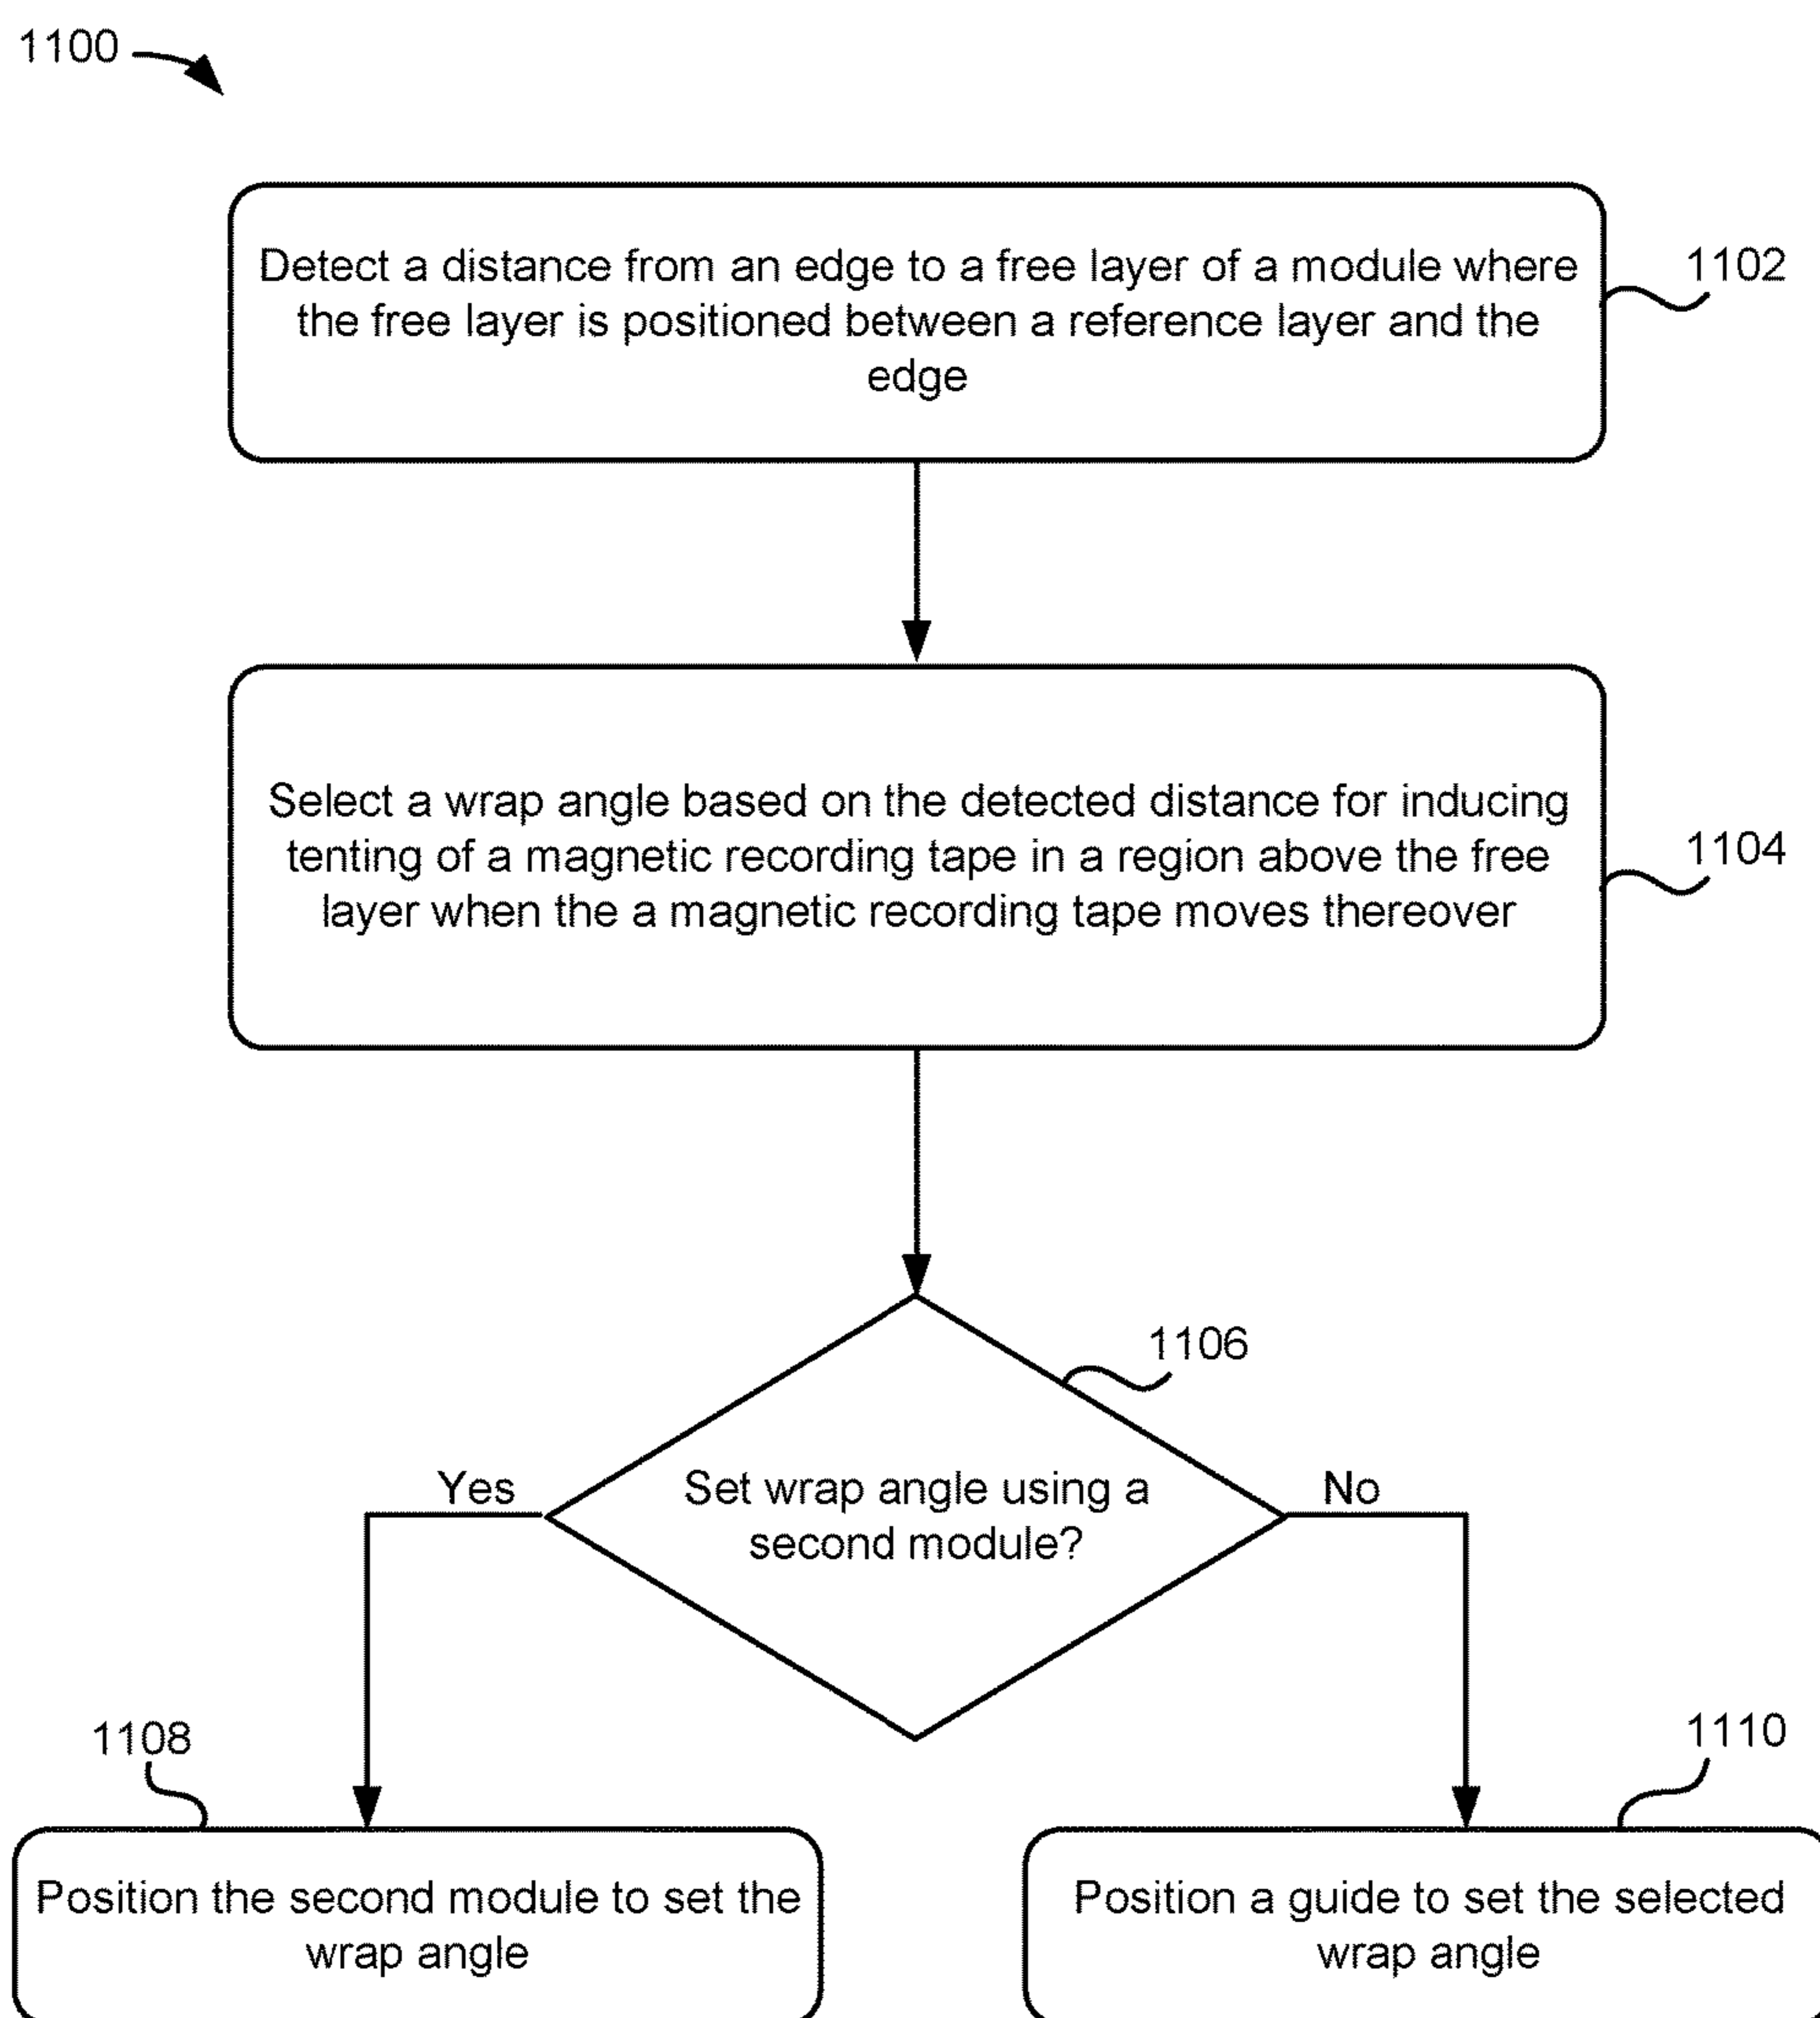 1100
Detect a distance from an edge to a free layer of a module where
the free layer is positioned between a reference layer and the
edge
1102
Select a wrap angle based on the detected distance for inducing
tenting of a magnetic recording tape in a region above the free
layer when the a magnetic recording tape moves thereover
1104
1106
Set wrap angle using a
second module?
Yes
No
1108
Position the second module to set the
wrap angle
1110
Position a guide to set the selected
wrap angle